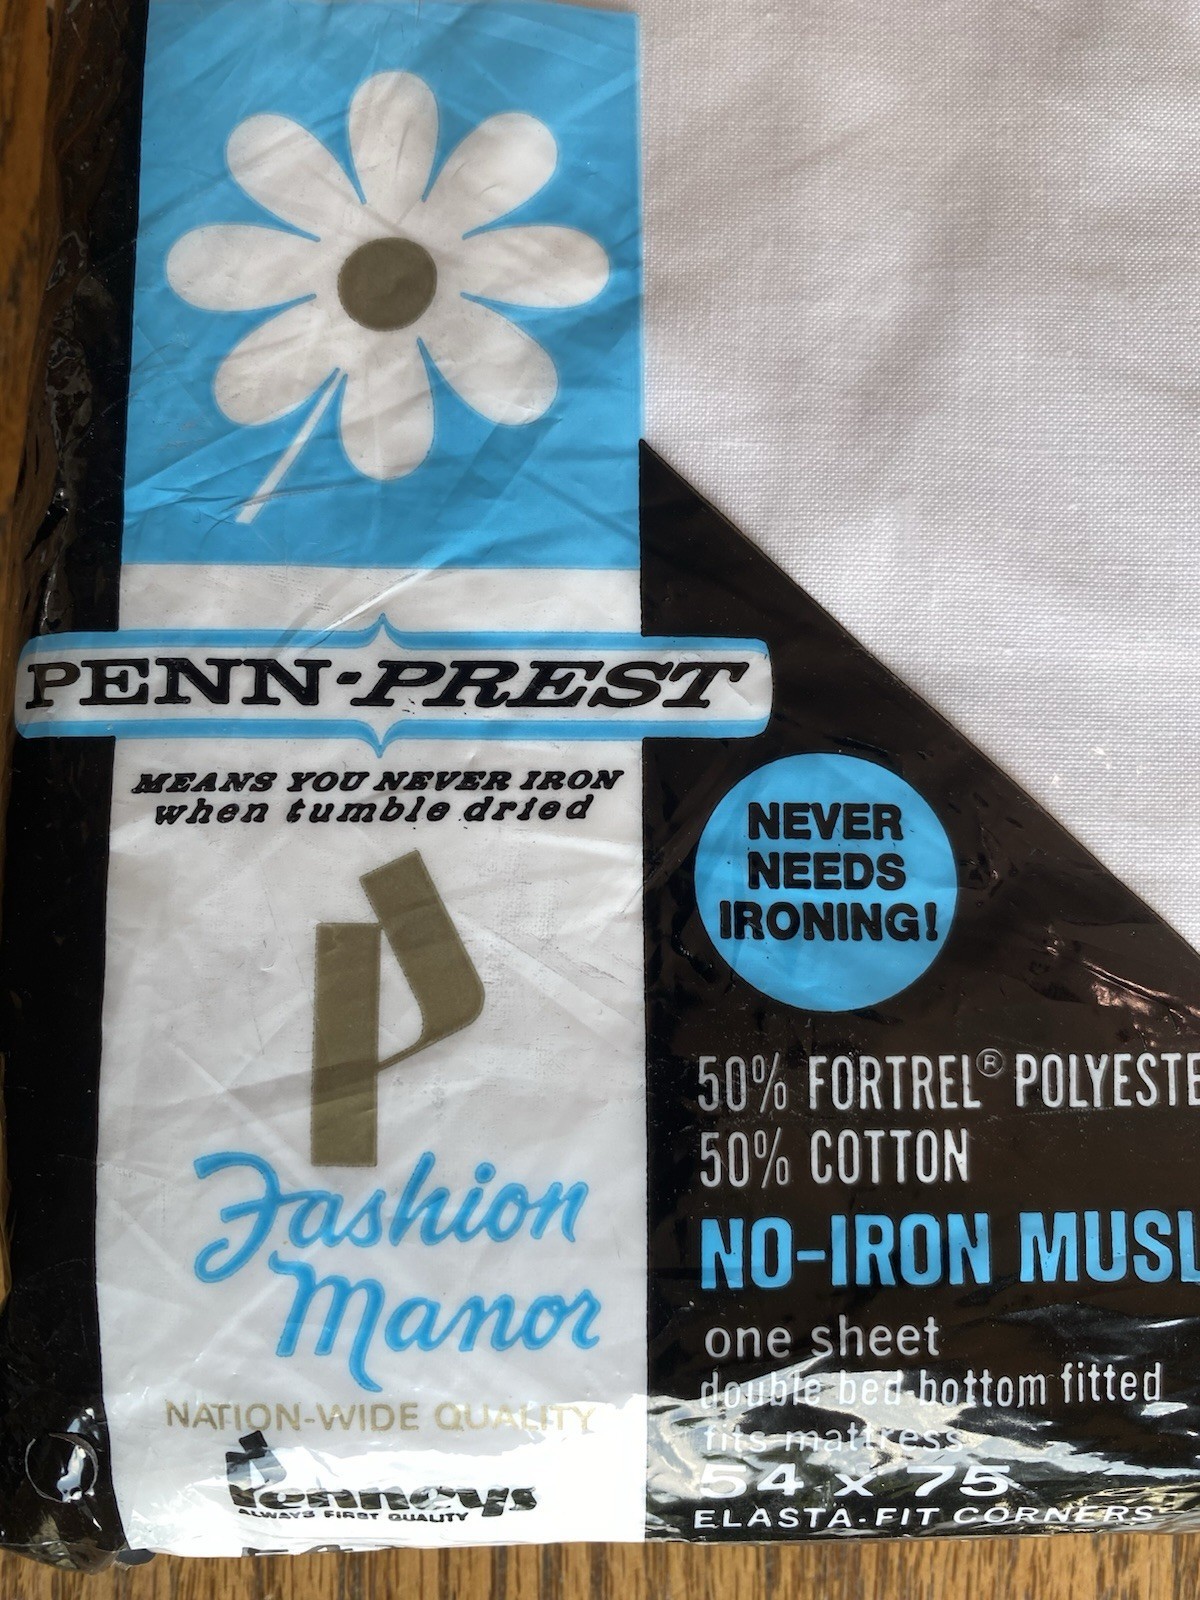 PENN-PREST
MEANS YOU NEVER IRON
when tumble dried
NEVER
NEEDS
IRONING!
50% FORTREL® POLYESTE
50% COTTON
NO-IRON MUSL
one sheet
double bed bottom fitted
fits mattress
54 x 75
ELASTA-FIT CORNERS
Fashion
Manor
NATION-WIDE QUALITY
Penneys
ALWAYS FIRST QUALITY